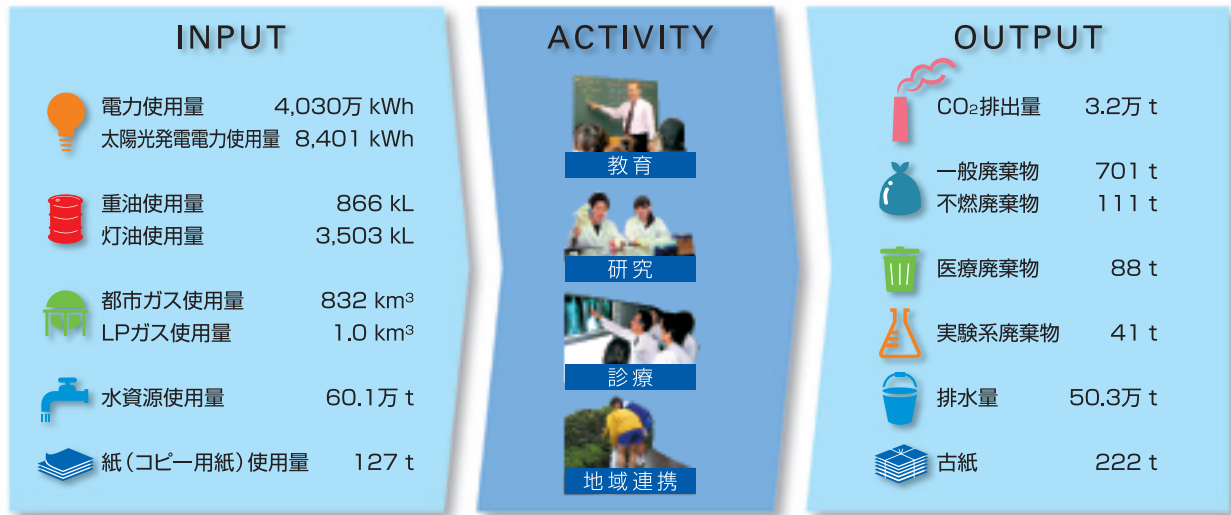 INPUT
電力使用量 4,030万 kWh
太陽光発電電力使用量 8,401 kWh
重油使用量 866 kL
灯油使用量 3,503 kL
都市ガス使用量 832 km³
LPガス使用量 1.0 km³
水資源使用量 60.1万 t
紙(コピー用紙)使用量 127 t
ACTIVITY
教育
研究
診療
地域連携
OUTPUT
CO₂排出量 3.2万 t
一般廃棄物 701 t
不燃廃棄物 111 t
医療廃棄物 88 t
実験系廃棄物 41 t
排水量 50.3万 t
古紙 222 t